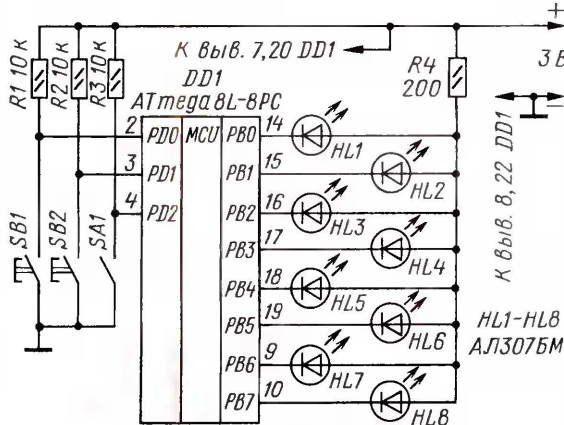 +
К выв. 7,20 DD1
3 В
R1 10 к
R2 10 к
R3 10 к
DD1
ATmega8L-8PC
R4
200
–
К выв. 8, 22 DD1
2
PD0
MCU
PB0
14
HL1
3
PD1
PB1
15
HL2
4
PD2
PB2
16
HL3
PB3
17
HL4
SB1
SB2
SA1
PB4
18
HL5
PB5
19
HL6
HL1-HL8
АЛ307БМ
PB6
9
HL7
PB7
10
HL8